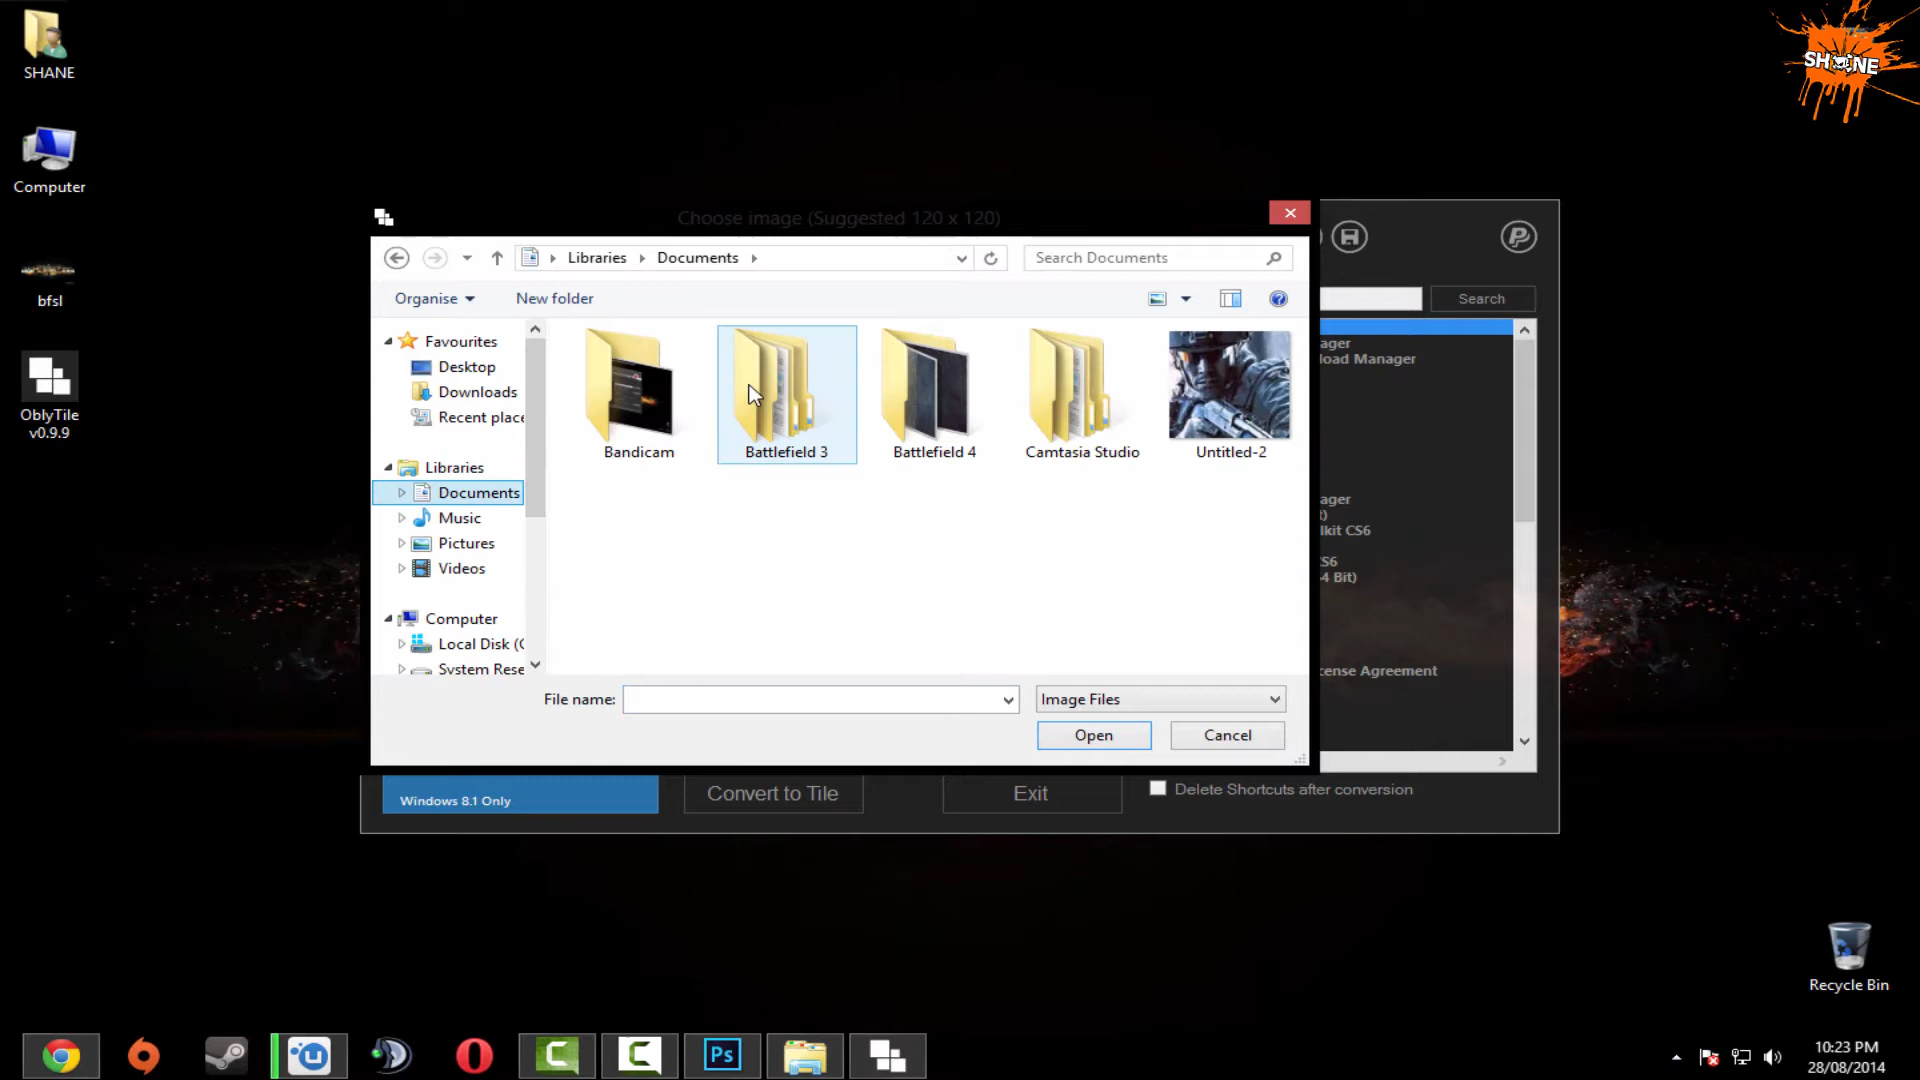 SHANE
Computer
bfsl
OblyTile
v0.9.9
SHANE
Choose image (Suggested 120 x 120)
Libraries
Documents
Search Documents
Organise
New folder
Favourites
Desktop
Downloads
Recent place
Libraries
Documents
Music
Pictures
Videos
Computer
Local Disk (C
System Rese
Bandicam
Battlefield 3
Battlefield 4
Camtasia Studio
Untitled-2
File name:
Image Files
Open
Cancel
Search
ager
load Manager
ager
t)
lkit CS6
CS6
4 Bit)
cense Agreement
Windows 8.1 Only
Convert to Tile
Exit
Delete Shortcuts after conversion
Recycle Bin
Ps
10:23 PM
28/08/2014